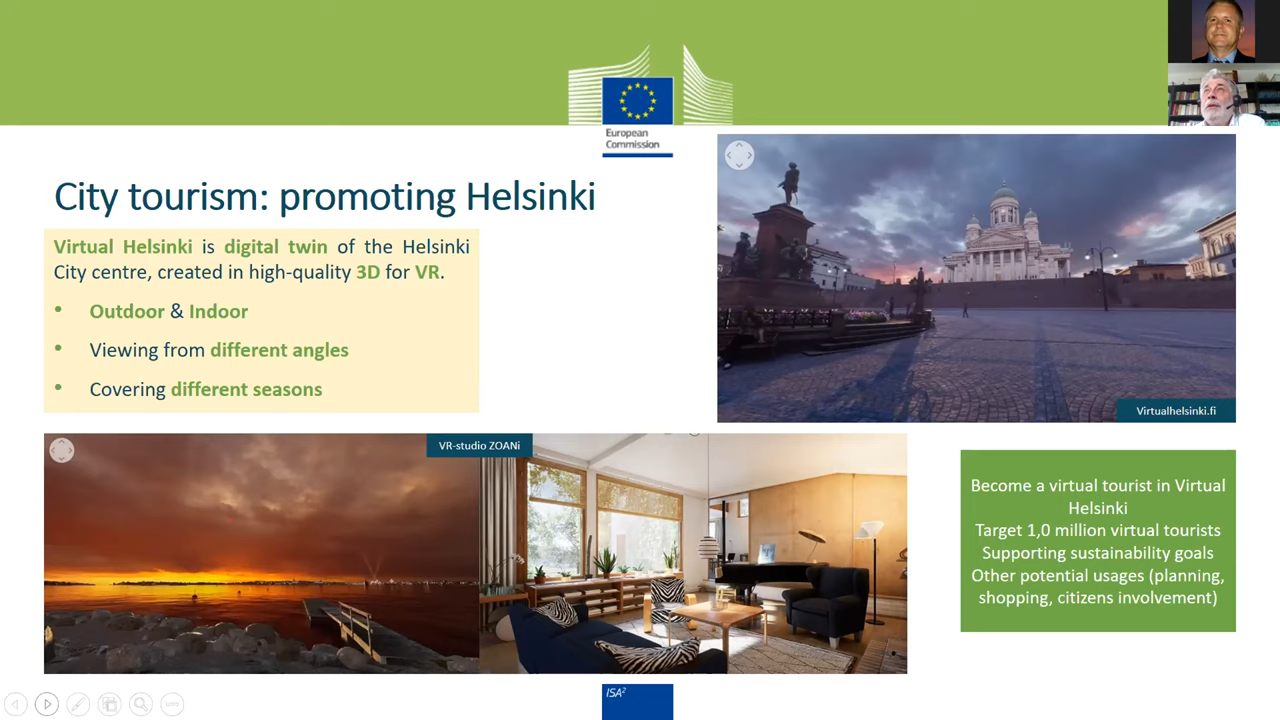 European
Commission
City tourism: promoting Helsinki
Virtual Helsinki is digital twin of the Helsinki
City centre, created in high-quality 3D for VR.
• Outdoor & Indoor
• Viewing from different angles
• Covering different seasons
Virtualhelsinki.fi
VR-studio ZOANi
Become a virtual tourist in Virtual
Helsinki
Target 1,0 million virtual tourists
Supporting sustainability goals
Other potential usages (planning,
shopping, citizens involvement)
ISA²